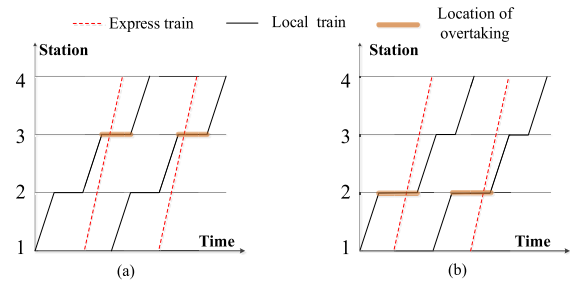 Express train
Local train
Location of
overtaking
Station
4
3
2
1
Time
(a)
Station
4
3
2
1
Time
(b)